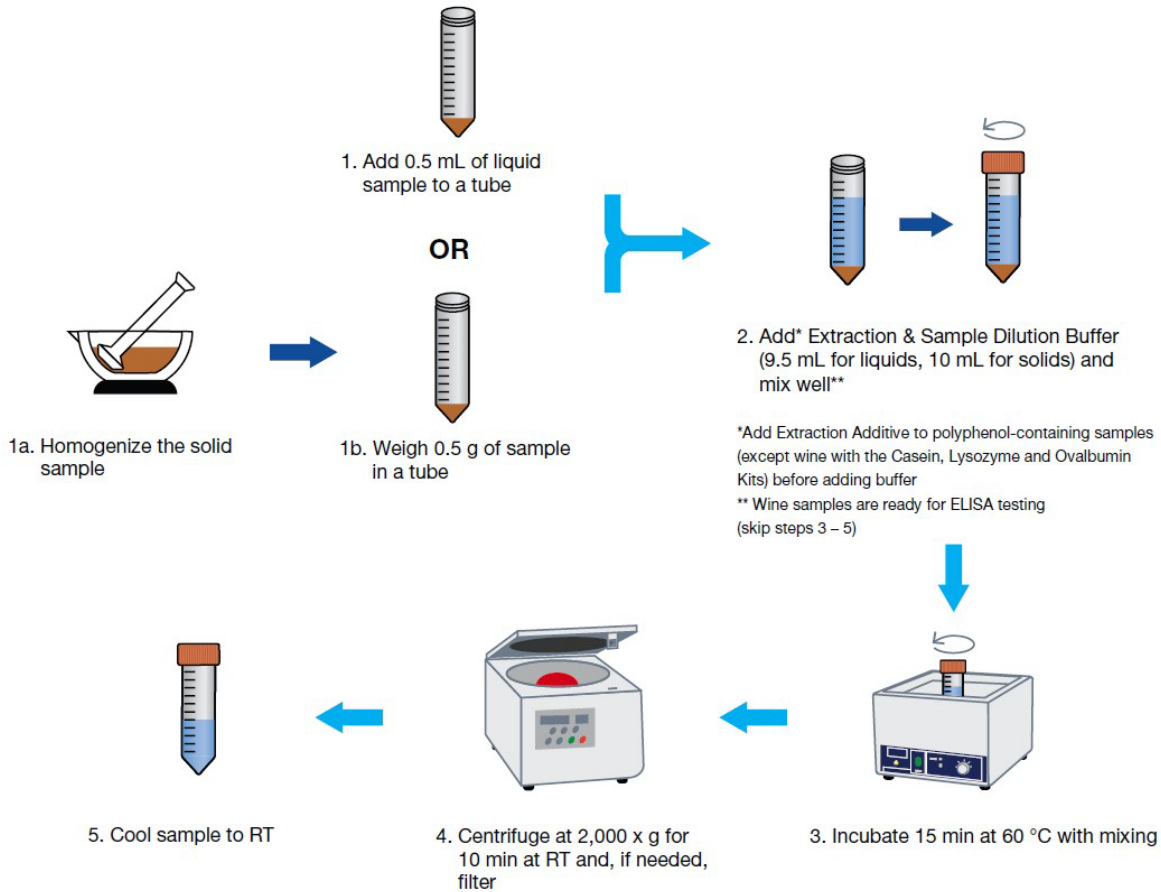 1. Add 0.5 mL of liquid
sample to a tube
OR
1a. Homogenize the solid
sample
1b. Weigh 0.5 g of sample
in a tube
2. Add* Extraction & Sample Dilution Buffer
(9.5 mL for liquids, 10 mL for solids) and
mix well**
*Add Extraction Additive to polyphenol-containing samples
(except wine with the Casein, Lysozyme and Ovalbumin
Kits) before adding buffer
** Wine samples are ready for ELISA testing
(skip steps 3 – 5)
3. Incubate 15 min at 60 °C with mixing
4. Centrifuge at 2,000 x g for
10 min at RT and, if needed,
filter
5. Cool sample to RT